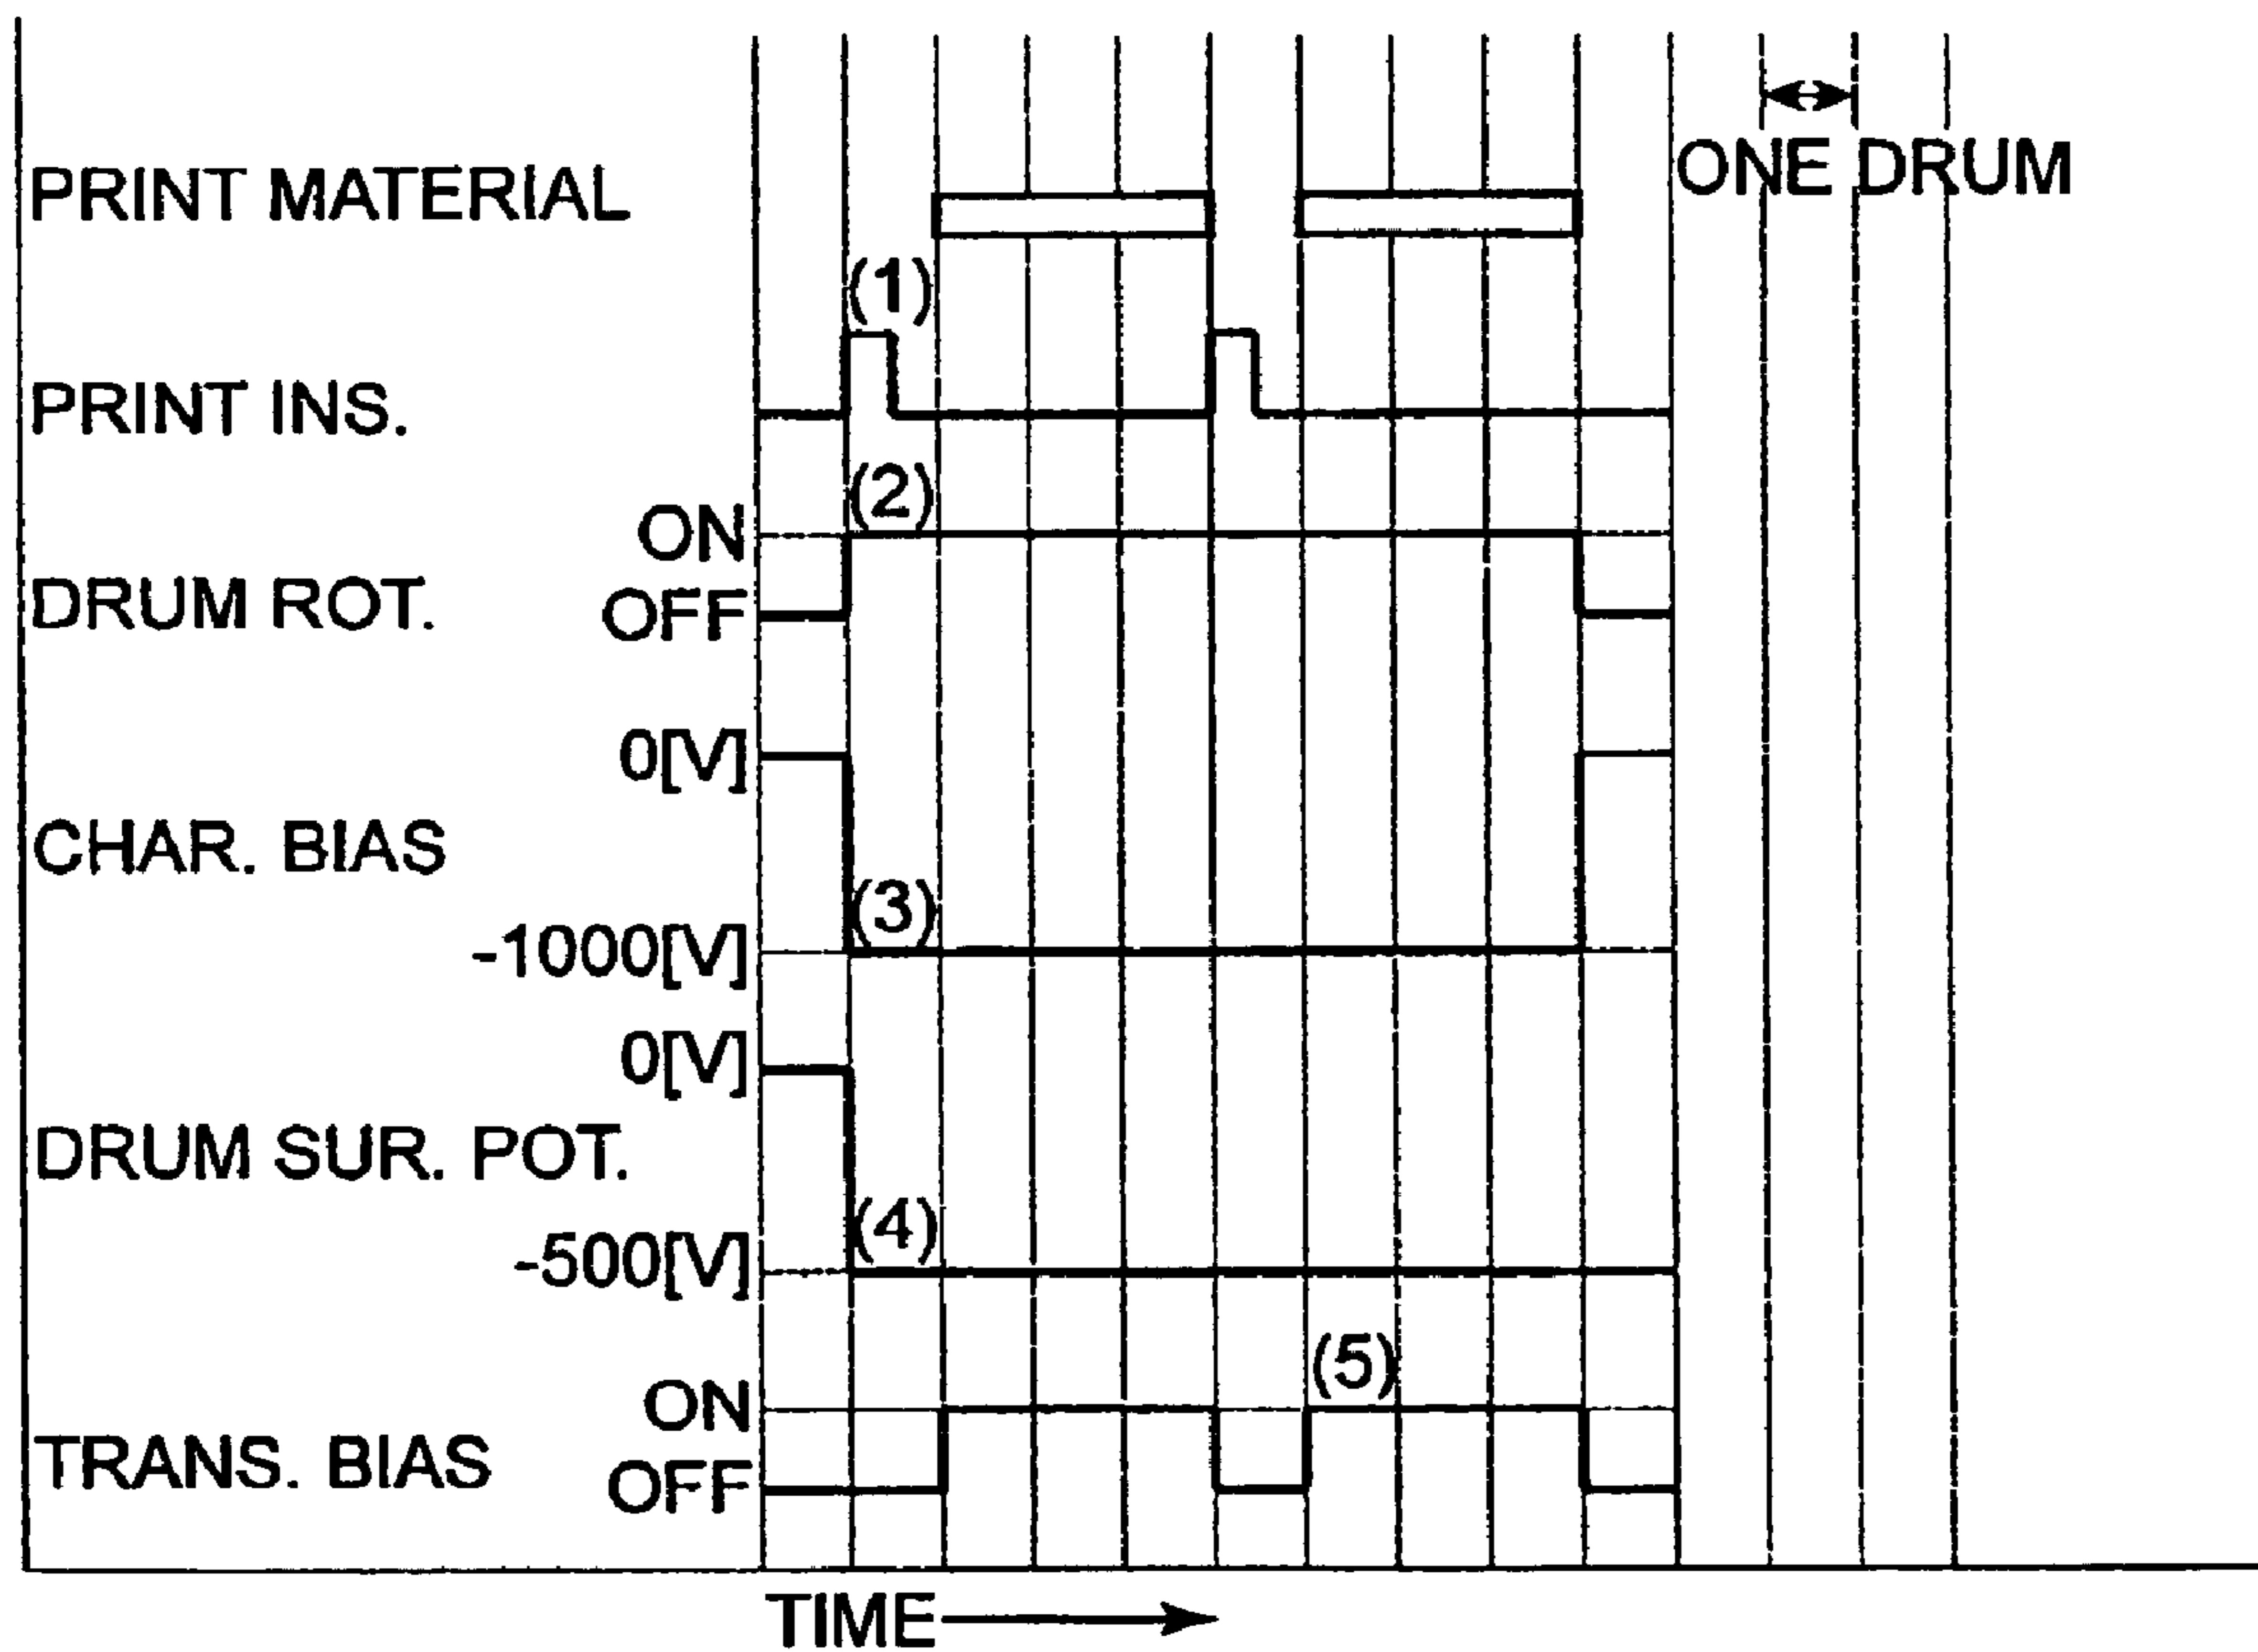 ONE DRUM
PRINT MATERIAL
(1)
PRINT INS.
(2)
ON
DRUM ROT.
OFF
0[V]
CHAR. BIAS
(3)
-1000[V]
0[V]
DRUM SUR. POT.
(4)
-500[V]
(5)
ON
TRANS. BIAS
OFF
TIME